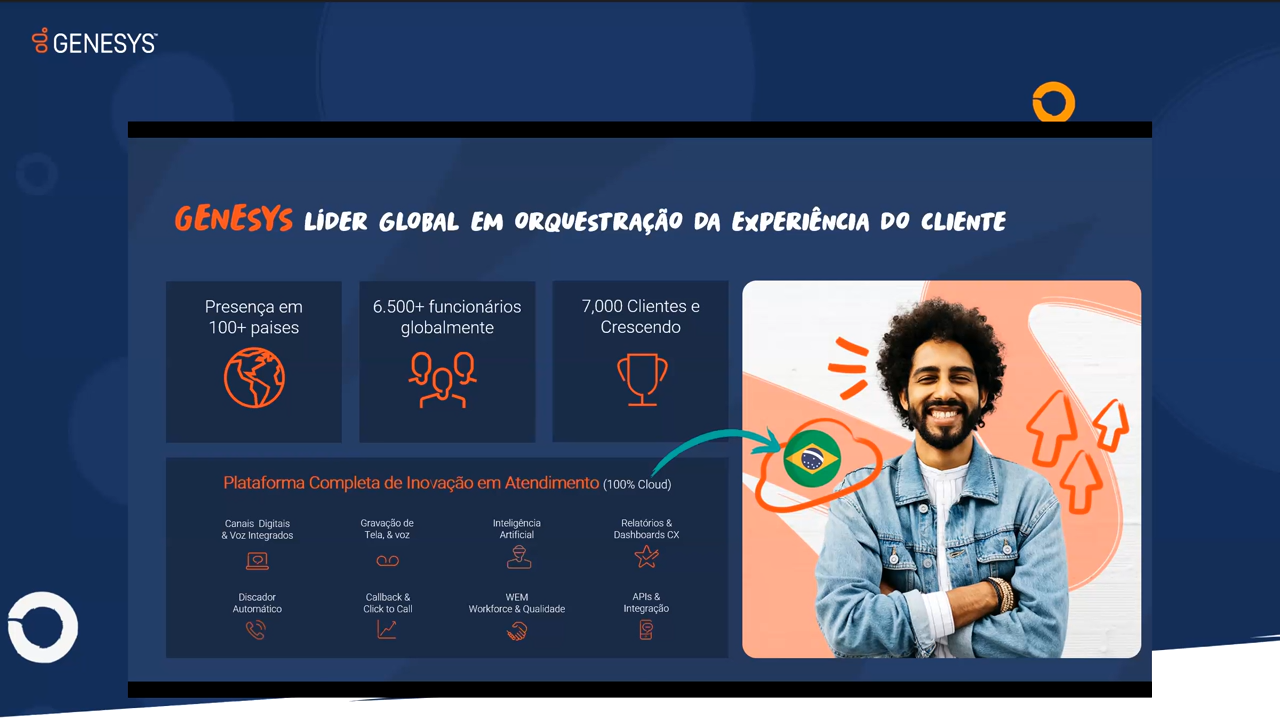 GENESYS™
GENESYS LÍDER GLOBAL EM ORQUESTRAÇÃO DA EXPERIÊNCIA DO CLIENTE
Presença em
100+ paises
6.500+ funcionários
globalmente
7,000 Clientes e
Crescendo
Plataforma Completa de Inovação em Atendimento (100% Cloud)
Canais Digitais
& Voz Integrados
Gravação de
Tela, & voz
Inteligência
Artificial
Relatórios &
Dashboards CX
Discador
Automático
Callback &
Click to Call
WEM
Workforce & Qualidade
APIs &
Integração